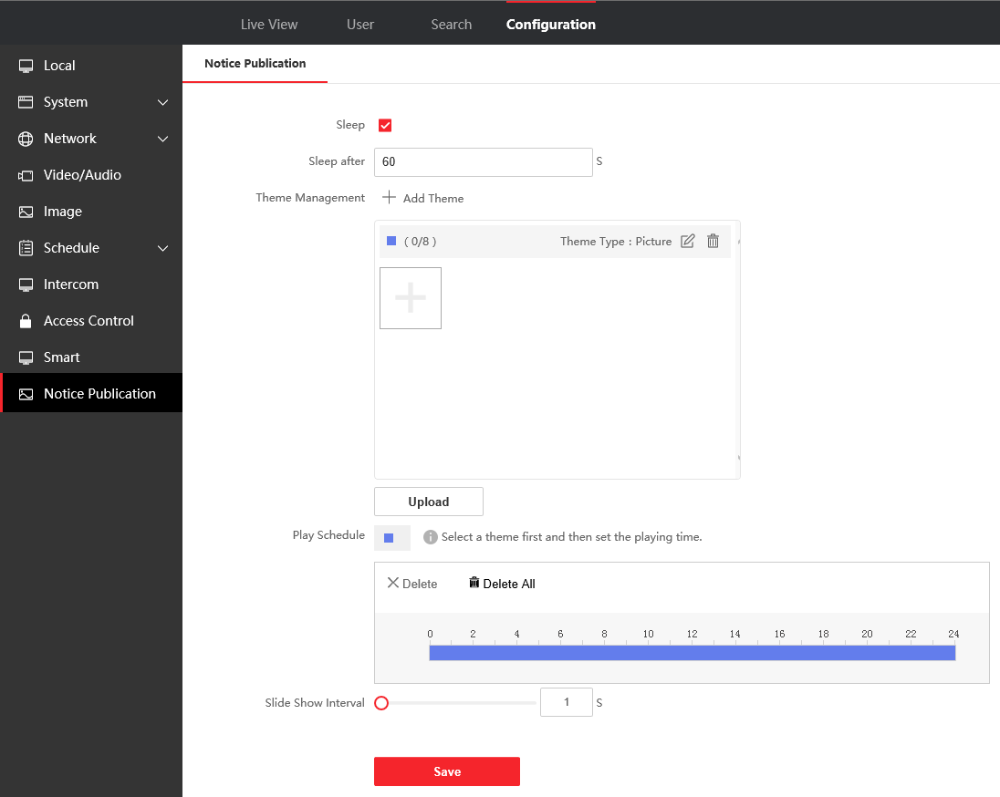 Live View User Search Configuration
Local
System
Network
Video/Audio
Image
Schedule
Intercom
Access Control
Smart
Notice Publication
Notice Publication
Sleep
Sleep after 60 S
Theme Management Add Theme
( 0/8 ) Theme Type : Picture
Upload
Play Schedule Select a theme first and then set the playing time.
Delete Delete All
0 2 4 6 8 10 12 14 16 18 20 22 24
Slide Show Interval 1 S
Save